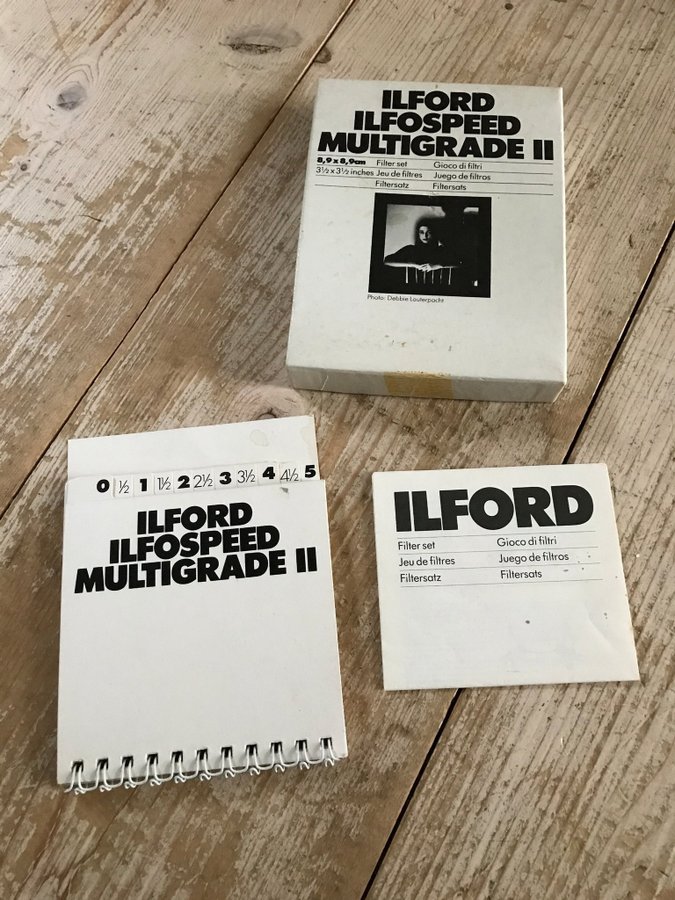 ILFORD
ILFOSPEED
MULTIGRADE II
8,9 x 8,9cm Filter set Gioco di filtri
3½ x 3½ inches Jeu de filtres Juego de filtros
Filtersatz Filtersats
Photo: Debbie Lauterpacht
0 ½ 1 1½ 2 2½ 3 3½ 4 4½ 5
ILFORD
ILFOSPEED
MULTIGRADE II
ILFORD
Filter set Gioco di filtri
Jeu de filtres Juego de filtros
Filtersatz Filtersats